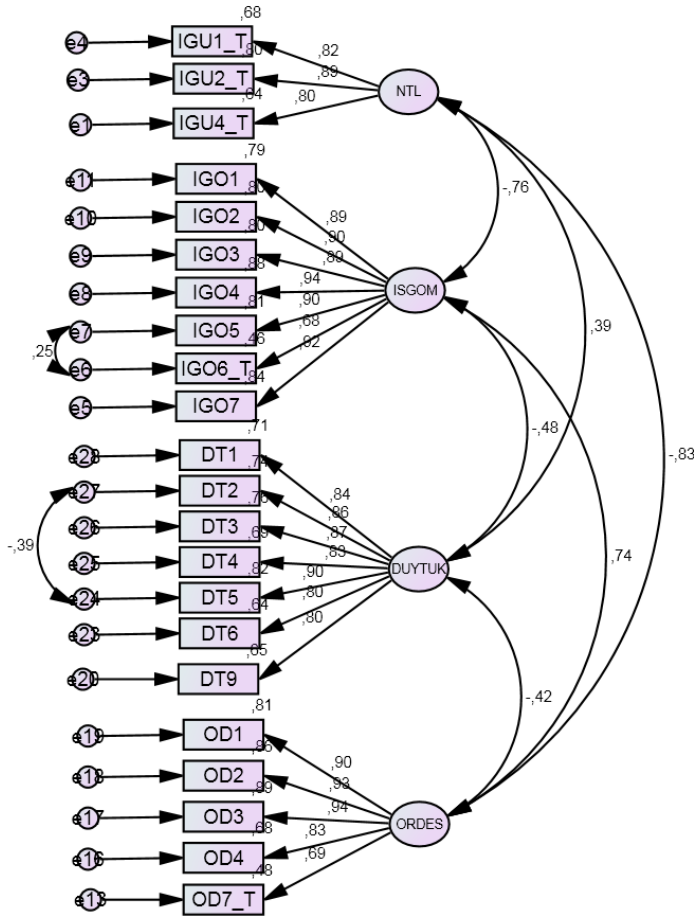 ,68
e4 IGU1_T ,82
,80
e3 IGU2_T ,89 NTL
,64
e1 IGU4_T ,80
,79
e11 IGO1 -,76
,80
e10 IGO2 ,89
,80 ,90
e9 IGO3 ,89
,88
e8 IGO4 ,94 ISGOM
,81
e7 IGO5 ,90 ,39
,25 ,46 ,68
e6 IGO6_T ,92
,84
e5 IGO7
,71 -,48
e28 DT1 -,83
,74
e27 DT2 ,84
,76 ,86
e26 DT3 ,87
-,39 ,69 ,83
e25 DT4 DUYTUK ,74
,82 ,90
e24 DT5 ,80
,64
e23 DT6 ,80
,65
e20 DT9
,81 -,42
e19 OD1
,86 ,90
e18 OD2 ,93
,89 ,94
e17 OD3 ORDES
,68 ,83
e16 OD4 ,69
,48
e13 OD7_T